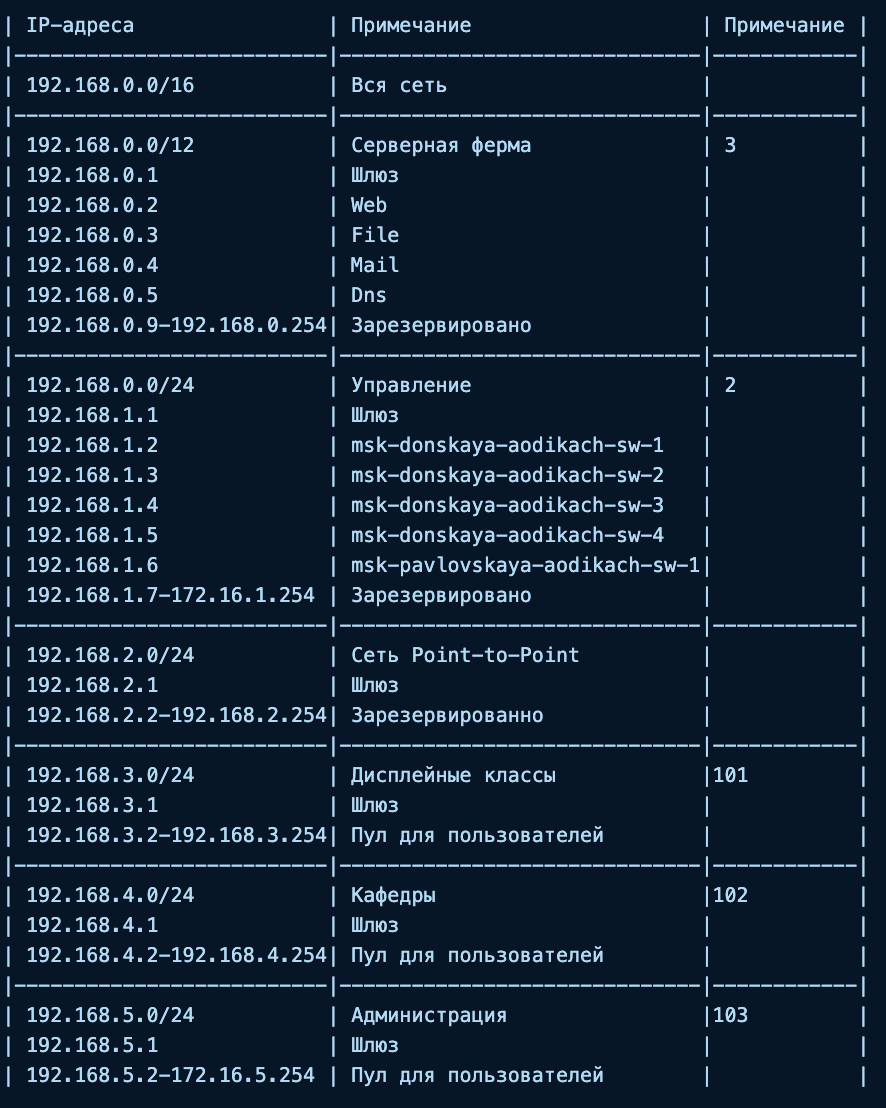 | IP-адреса | Примечание | Примечание |
|--------------------------|------------------------------|------------|
| 192.168.0.0/16 | Вся сеть | |
|--------------------------|------------------------------|------------|
| 192.168.0.0/12 | Серверная ферма | 3 |
| 192.168.0.1 | Шлюз | |
| 192.168.0.2 | Web | |
| 192.168.0.3 | File | |
| 192.168.0.4 | Mail | |
| 192.168.0.5 | Dns | |
| 192.168.0.9-192.168.0.254| Зарезервировано | |
|--------------------------|------------------------------|------------|
| 192.168.0.0/24 | Управление | 2 |
| 192.168.1.1 | Шлюз | |
| 192.168.1.2 | msk-donskaya-aodikach-sw-1 | |
| 192.168.1.3 | msk-donskaya-aodikach-sw-2 | |
| 192.168.1.4 | msk-donskaya-aodikach-sw-3 | |
| 192.168.1.5 | msk-donskaya-aodikach-sw-4 | |
| 192.168.1.6 | msk-pavlovskaya-aodikach-sw-1| |
| 192.168.1.7-172.16.1.254 | Зарезервировано | |
|--------------------------|------------------------------|------------|
| 192.168.2.0/24 | Сеть Point-to-Point | |
| 192.168.2.1 | Шлюз | |
| 192.168.2.2-192.168.2.254| Зарезервированно | |
|--------------------------|------------------------------|------------|
| 192.168.3.0/24 | Дисплейные классы |101 |
| 192.168.3.1 | Шлюз | |
| 192.168.3.2-192.168.3.254| Пул для пользователей | |
|--------------------------|------------------------------|------------|
| 192.168.4.0/24 | Кафедры |102 |
| 192.168.4.1 | Шлюз | |
| 192.168.4.2-192.168.4.254| Пул для пользователей | |
|--------------------------|------------------------------|------------|
| 192.168.5.0/24 | Администрация |103 |
| 192.168.5.1 | Шлюз | |
| 192.168.5.2-172.16.5.254 | Пул для пользователей | |